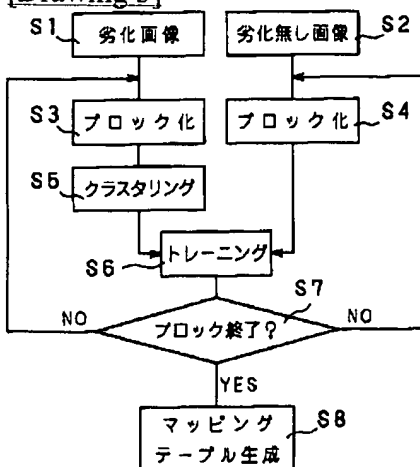 S1
劣化画像
劣化無し画像
S2
S3
ブロック化
ブロック化
S4
S5
クラスタリング
トレーニング
S6
S7
NO
ブロック終了?
NO
YES
マッピング
テーブル生成
S8